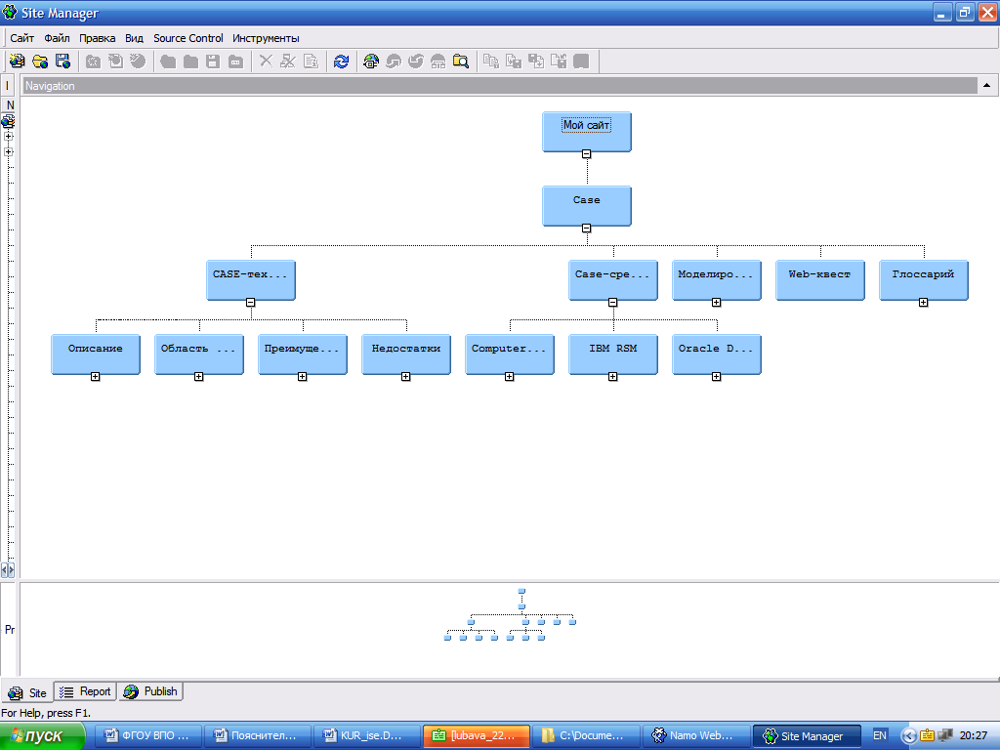 Site Manager
Сайт Файл Правка Вид Source Control Инструменты
I Navigation
N
Мой сайт
Case
CASE-тех... Case-сре... Моделиро... Web-квест Глоссарий
Описание Область ... Преимуще... Недостатки Computer... IBM RSM Oracle D...
Pr
Site Report Publish
For Help, press F1.
пуск ФГОУ ВПО ... Пояснител... KUR_ise.D... [lubava_22... C:\Docume... Namo Web... Site Manager EN 20:27